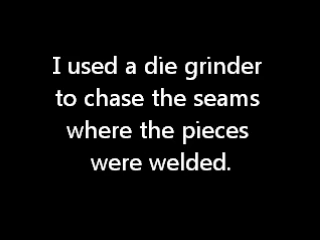 I used a die grinder
to chase the seams
where the pieces
were welded.